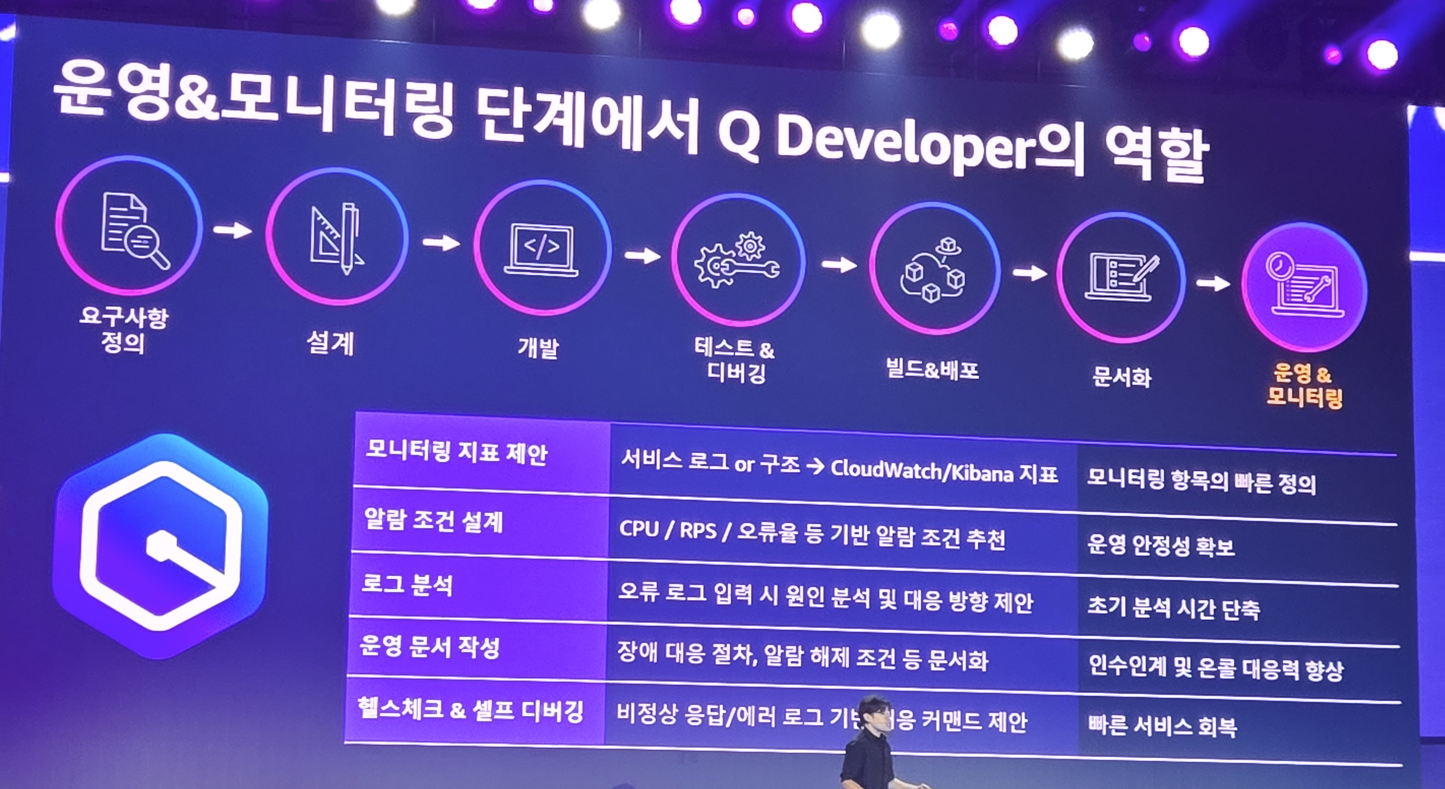 운영&모니터링 단계에서 Q Developer의 역할
요구사항
정의
설계
</>
개발
테스트 &
디버깅
빌드&배포
문서화
운영 &
모니터링
모니터링 지표 제안 서비스 로그 or 구조 → CloudWatch/Kibana 지표 모니터링 항목의 빠른 정의
알람 조건 설계 CPU / RPS / 오류율 등 기반 알람 조건 추천 운영 안정성 확보
로그 분석 오류 로그 입력 시 원인 분석 및 대응 방향 제안 초기 분석 시간 단축
운영 문서 작성 장애 대응 절차, 알람 해제 조건 등 문서화 인수인계 및 온콜 대응력 향상
헬스체크 & 셀프 디버깅 비정상 응답/에러 로그 커맨드 제안 빠른 서비스 회복